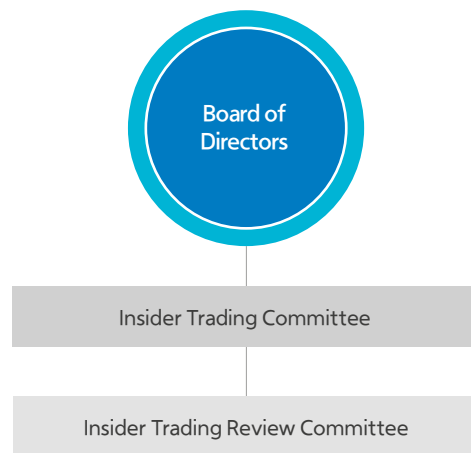 Board of
Directors
Insider Trading Committee
Insider Trading Review Committee